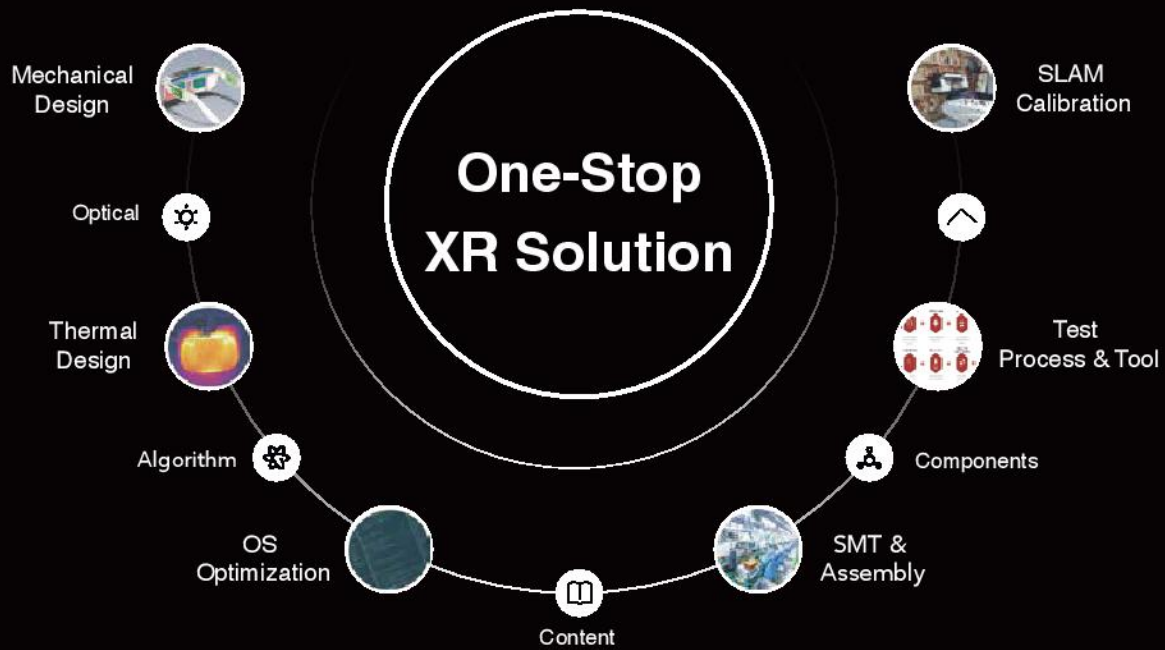 One-Stop
XR Solution
Mechanical
Design
Optical
Thermal
Design
Algorithm
OS
Optimization
Content
SMT &
Assembly
Components
Test
Process & Tool
SLAM
Calibration